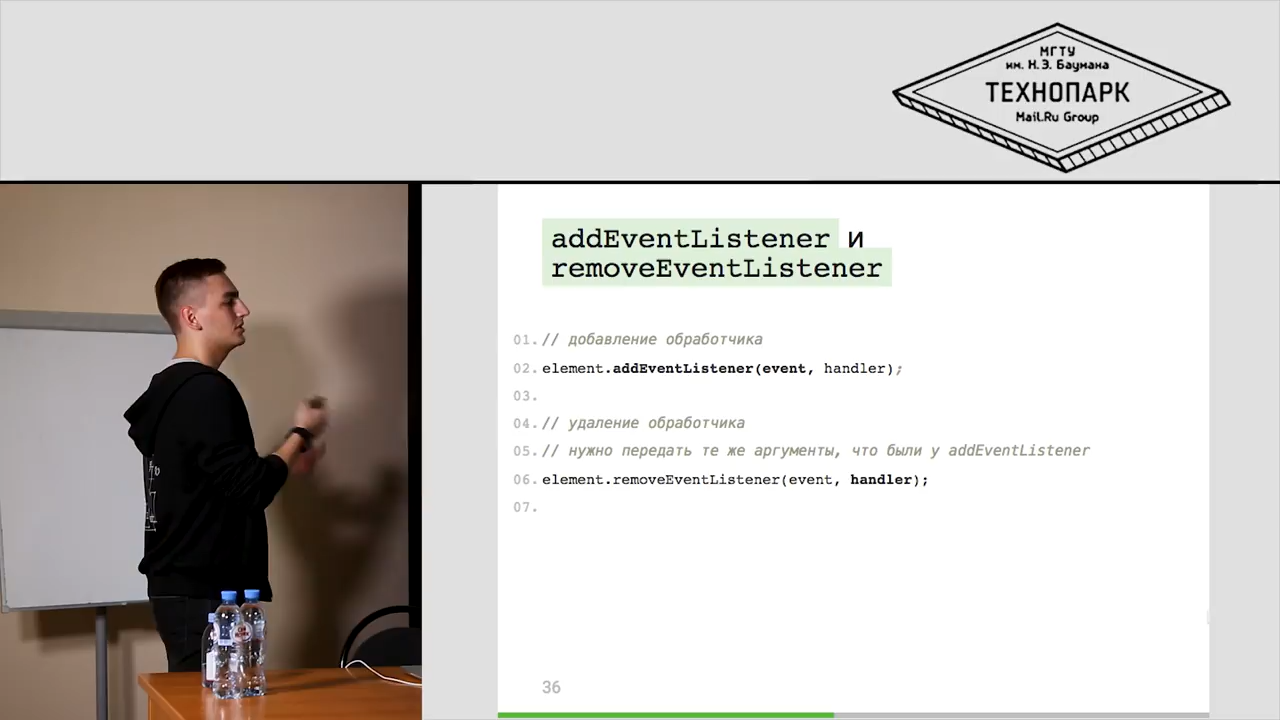 МГТУ
им. Н.Э. Баумана
ТЕХНОПАРК
Mail.Ru Group
addEventListener и
removeEventListener
01. // добавление обработчика
02. element.addEventListener(event, handler);
03.
04. // удаление обработчика
05. // нужно передать те же аргументы, что были у addEventListener
06. element.removeEventListener(event, handler);
07.
36